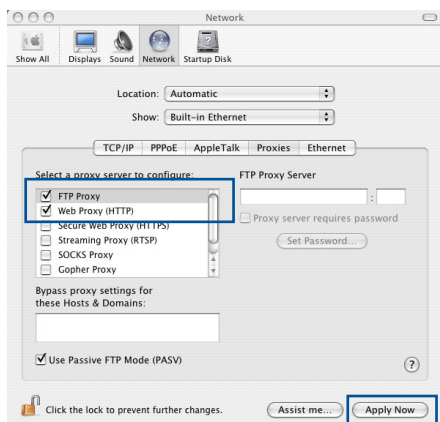 Network
Show All Displays Sound Network Startup Disk
Location: Automatic
Show: Built-in Ethernet
TCP/IP PPPoE AppleTalk Proxies Ethernet
Select a proxy server to configure: FTP Proxy Server
FTP Proxy
:
Web Proxy (HTTP)
Proxy server requires password
Secure Web Proxy (HTTPS)
Streaming Proxy (RTSP) Set Password...
SOCKS Proxy
Gopher Proxy
Bypass proxy settings for
these Hosts & Domains:
Use Passive FTP Mode (PASV) ?
Click the lock to prevent further changes. Assist me... Apply Now